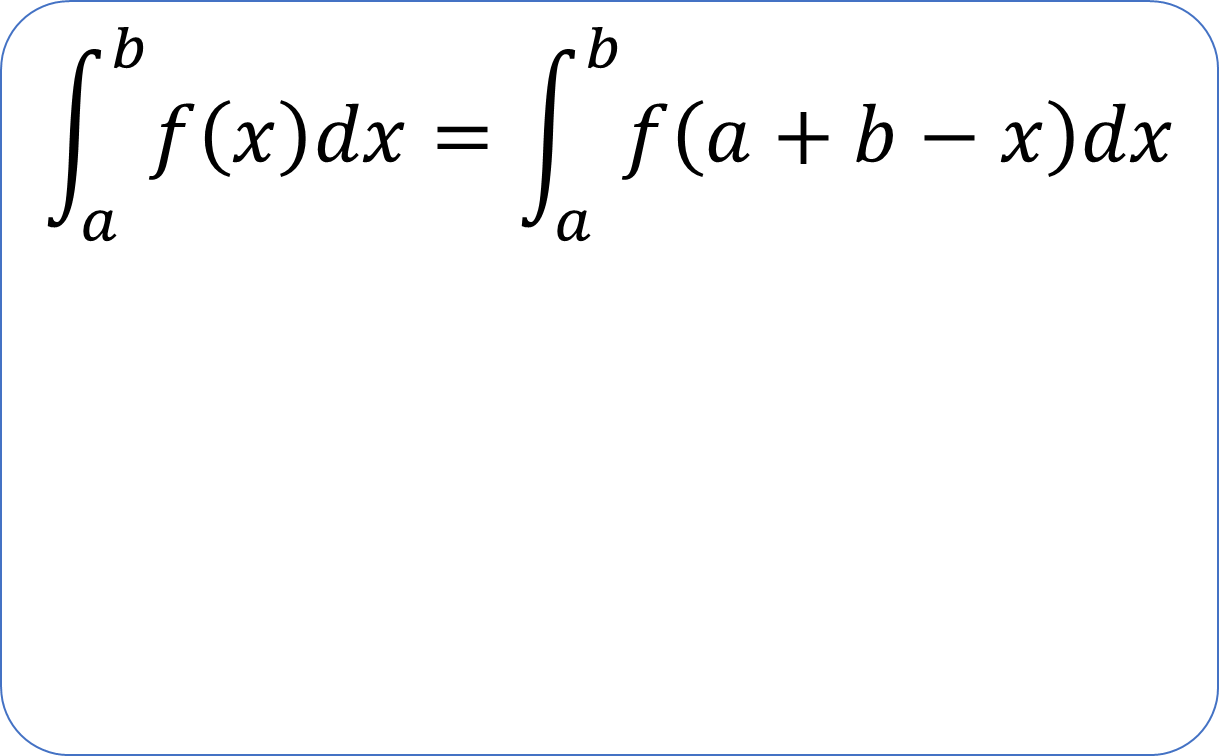 ∫_a^b f(x)dx = ∫_a^b f(a + b − x)dx